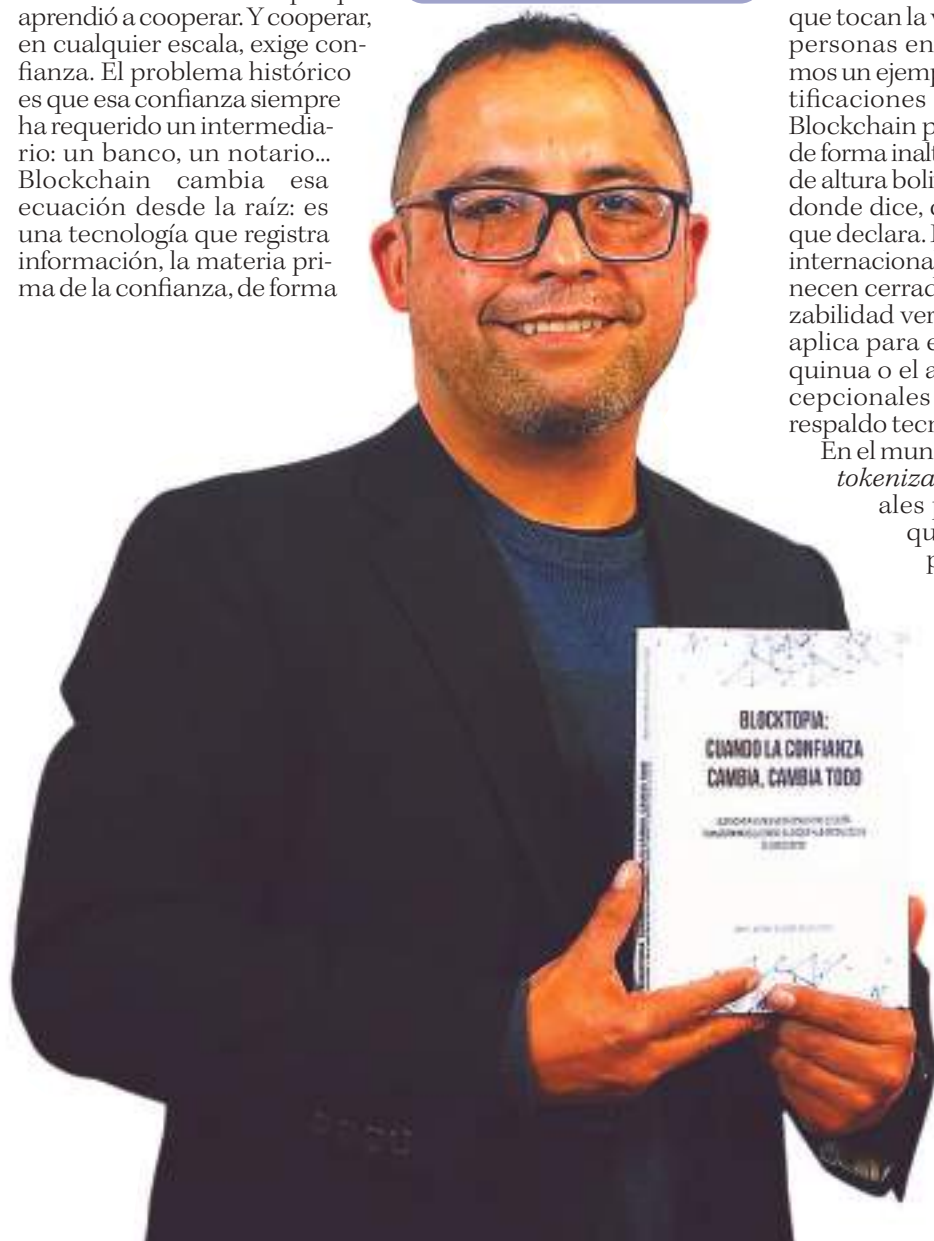 aprendió a cooperar. Y cooperar,
en cualquier escala, exige con-
fianza. El problema histórico
es que esa confianza siempre
ha requerido un intermedia-
rio: un banco, un notario...
Blockchain cambia esa
ecuación desde la raíz: es
una tecnología que registra
información, la materia pri-
ma de la confianza, de forma
que tocan la
personas en
mos un ejemp
tificaciones
Blockchain p
de forma inalt
de altura boli
donde dice,
que declara.
internaciona
necen cerrad
zabilidad ver
aplica para e
quinua o el a
cepcionales
respaldo tecn
En el mun
tokeniza
ales
qu
p
BLOCKTOPIA:
CUANDO LA CONFIANZA
CAMBIA, CAMBIA TODO